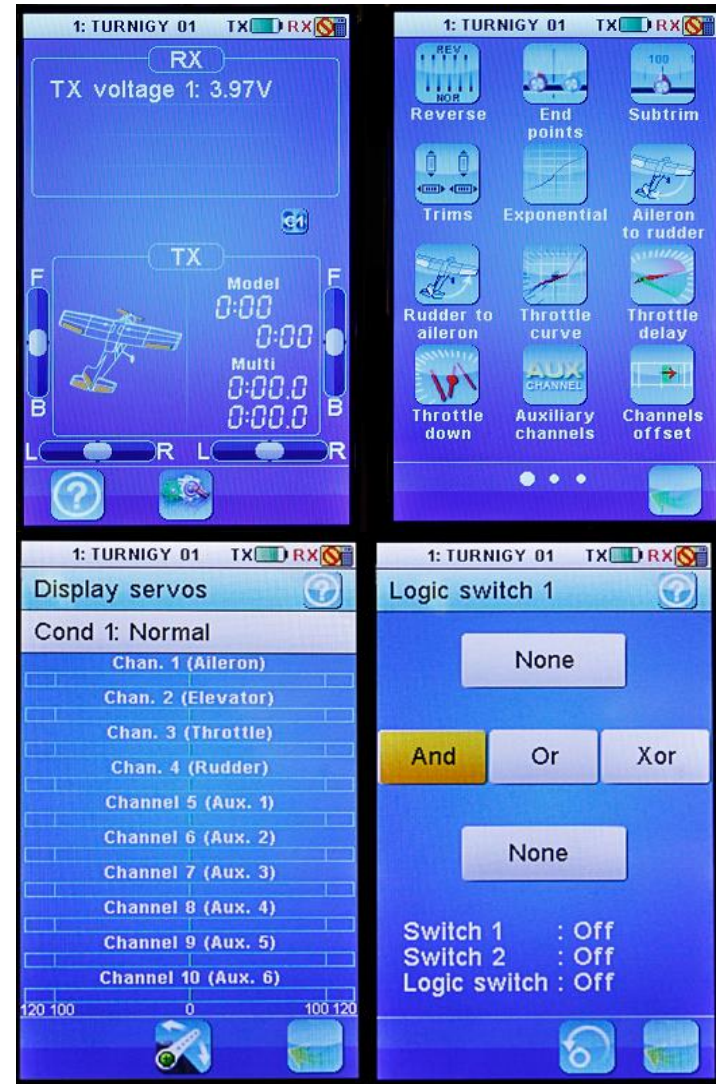 1: TURNIGY 01 TX RX
RX
TX voltage 1: 3.97V
C1
TX
F
F
Model
0:00
0:00
Multi
0:00.0
0:00.0
B
B
L R L R
?
1: TURNIGY 01 TX RX
REV
NOR
100 1
Reverse
End
points
Subtrim
Trims
Exponential
Aileron
to rudder
Rudder to
aileron
Throttle
curve
Throttle
delay
AUX
CHANNEL
Throttle
down
Auxiliary
channels
Channels
offset
1: TURNIGY 01 TX RX
Display servos ?
Cond 1: Normal
Chan. 1 (Aileron)
Chan. 2 (Elevator)
Chan. 3 (Throttle)
Chan. 4 (Rudder)
Channel 5 (Aux. 1)
Channel 6 (Aux. 2)
Channel 7 (Aux. 3)
Channel 8 (Aux. 4)
Channel 9 (Aux. 5)
Channel 10 (Aux. 6)
120 100 0 100 120
1: TURNIGY 01 TX RX
Logic switch 1 ?
None
And Or Xor
None
Switch 1 : Off
Switch 2 : Off
Logic switch : Off